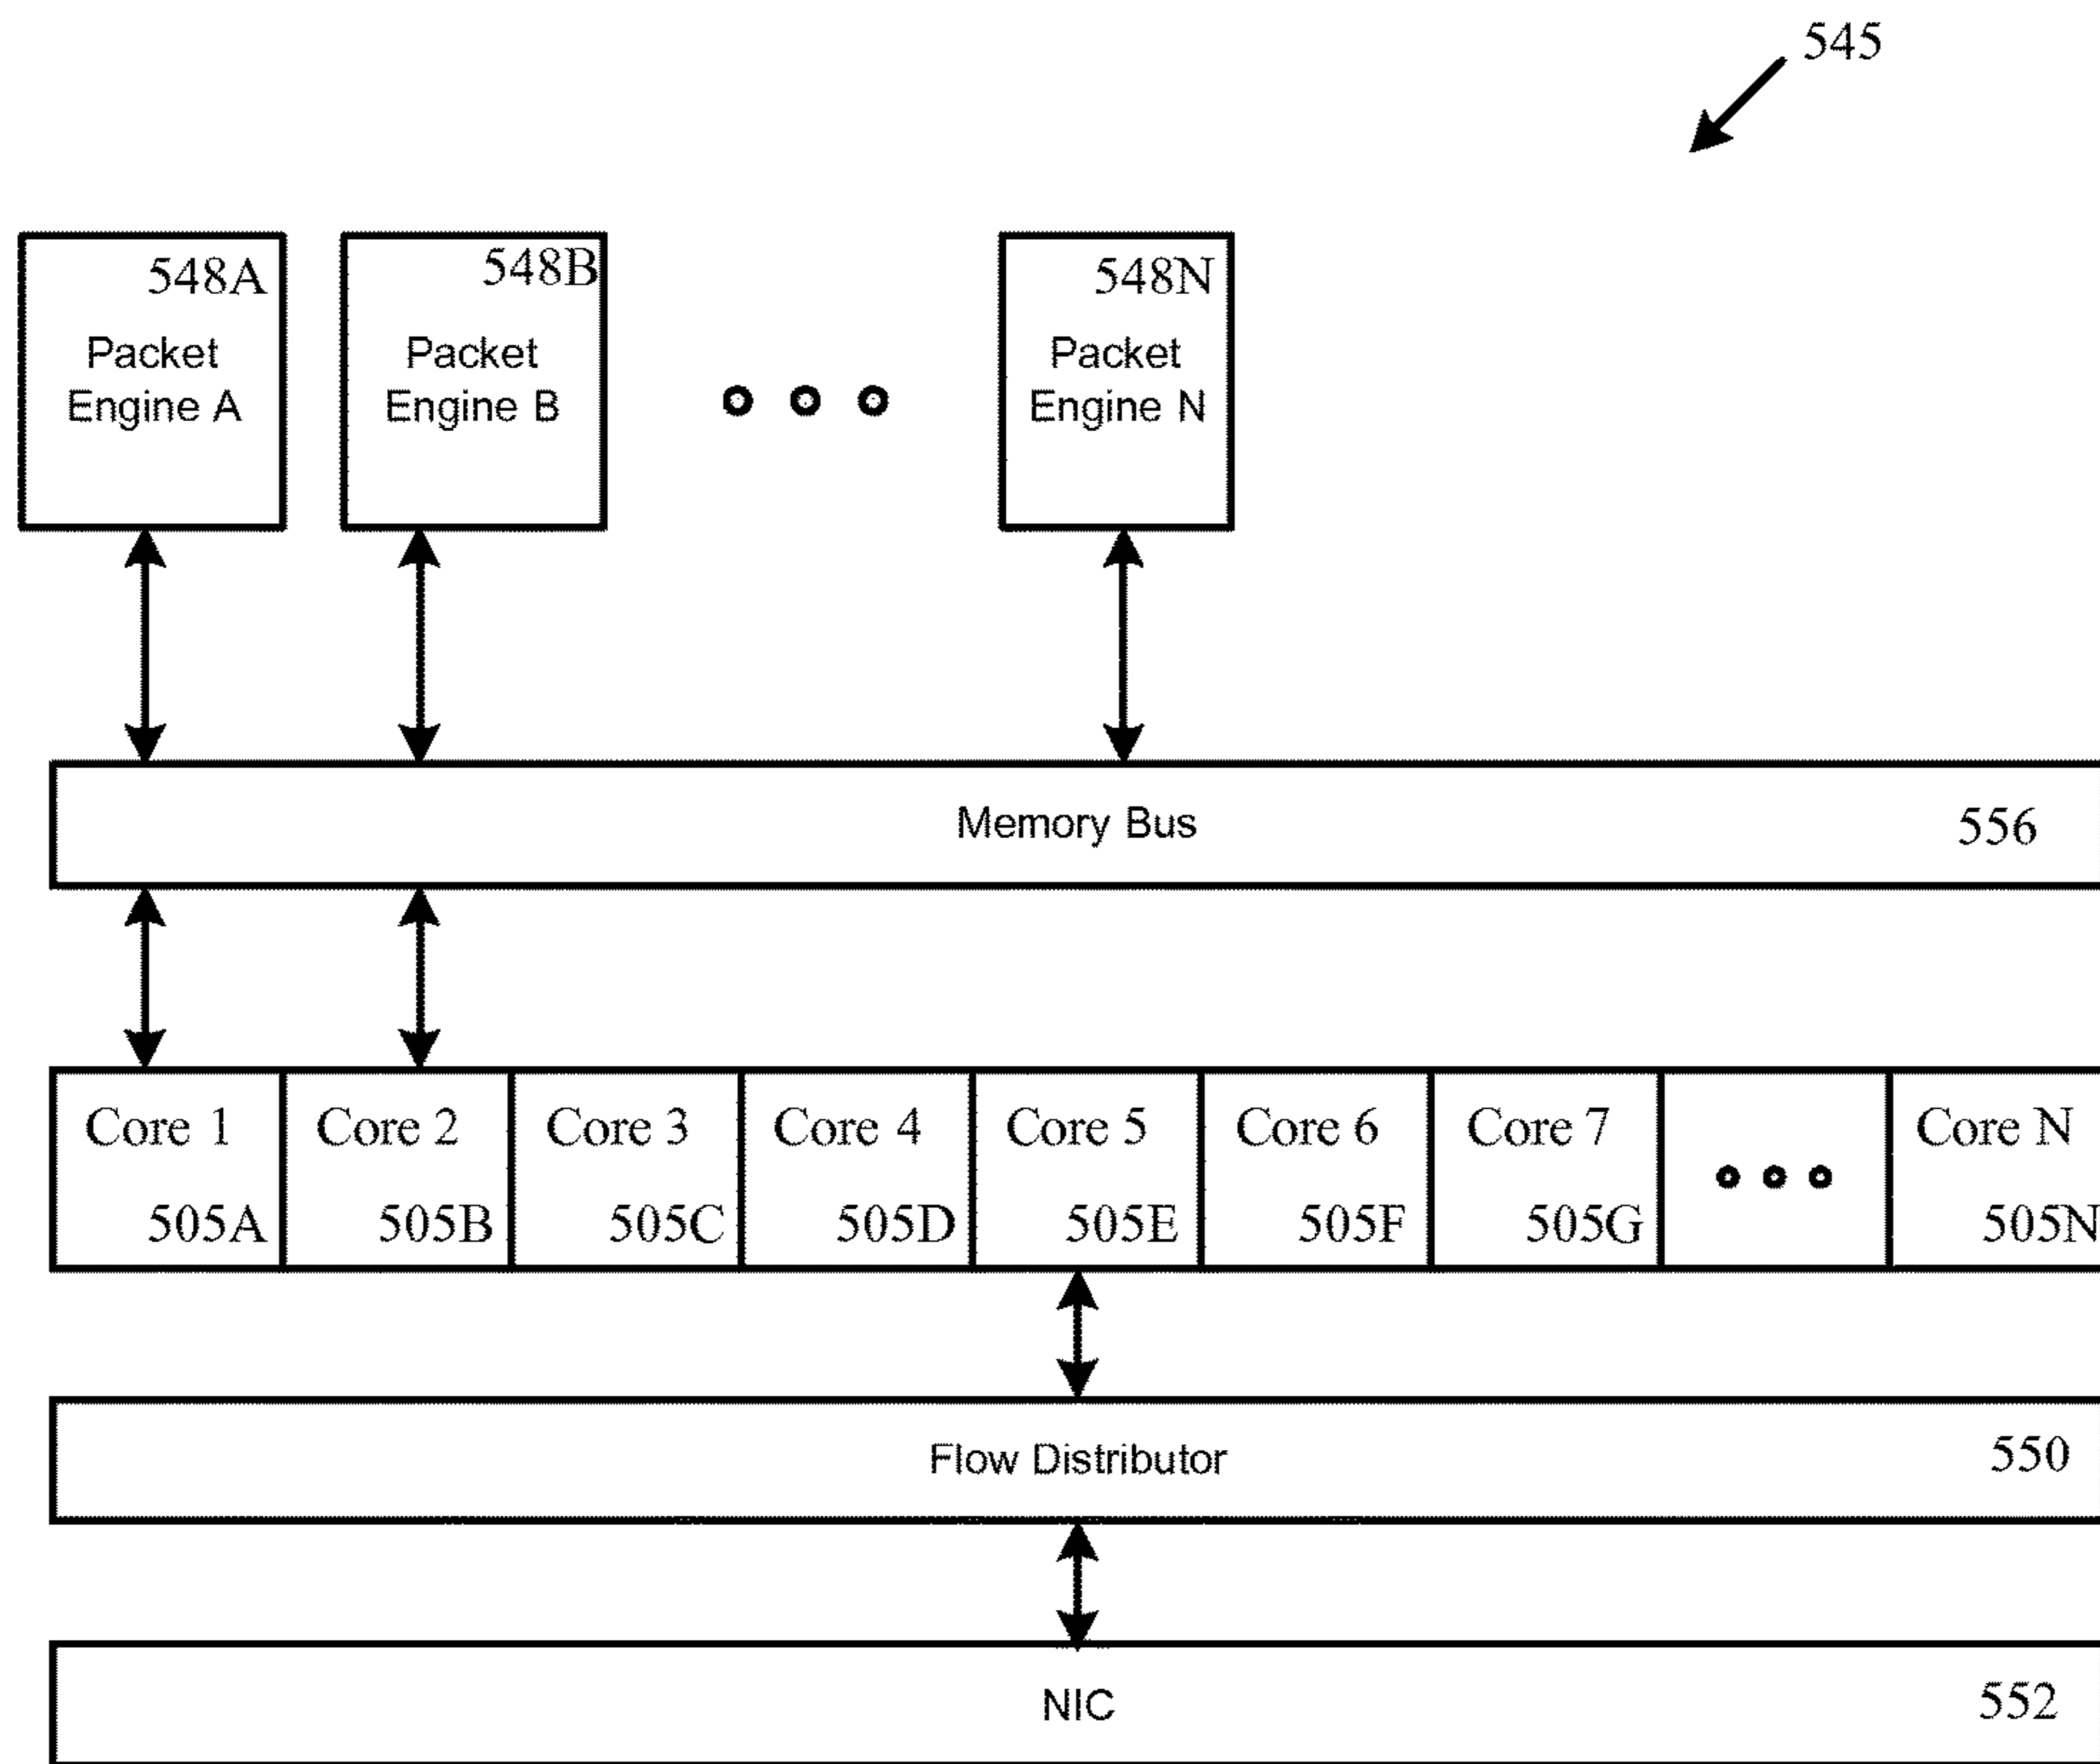 545
548A
Packet
Engine A
548B
Packet
Engine B
548N
Packet
Engine N
Memory Bus
556
Core 1
505A
Core 2
505B
Core 3
505C
Core 4
505D
Core 5
505E
Core 6
505F
Core 7
505G
Core N
505N
Flow Distributor
550
NIC
552